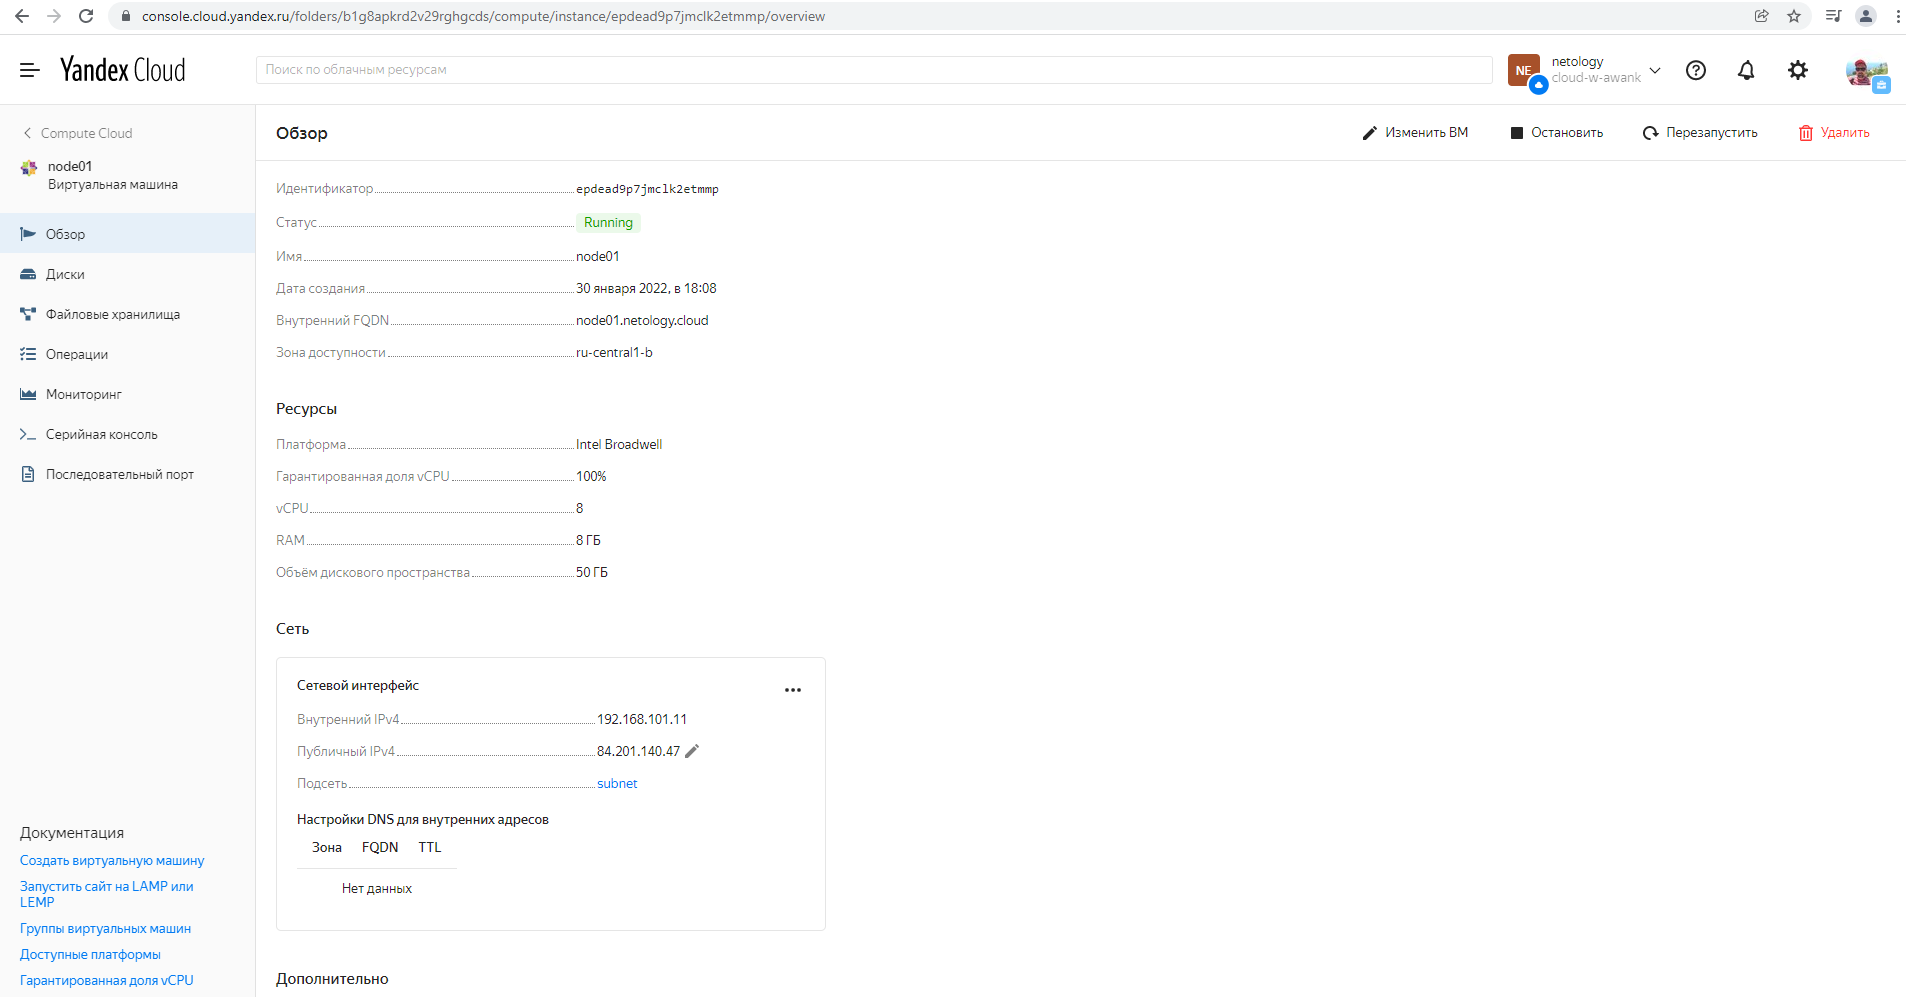 console.cloud.yandex.ru/folders/b1g8apkrd2v29rghgcds/compute/instance/epdead9p7jmclk2etmmp/overview
Yandex Cloud
Поиск по облачным ресурсам
NE
netology
cloud-w-awank
Compute Cloud
node01
Виртуальная машина
Обзор
Диски
Файловые хранилища
Операции
Мониторинг
Серийная консоль
Последовательный порт
Документация
Создать виртуальную машину
Запустить сайт на LAMP или
LEMP
Группы виртуальных машин
Доступные платформы
Гарантированная доля vCPU
Обзор
Изменить ВМ
Остановить
Перезапустить
Удалить
Идентификатор epdead9p7jmclk2etmmp
Статус Running
Имя node01
Дата создания 30 января 2022, в 18:08
Внутренний FQDN node01.netology.cloud
Зона доступности ru-central1-b
Ресурсы
Платформа Intel Broadwell
Гарантированная доля vCPU 100%
vCPU 8
RAM 8 ГБ
Объём дискового пространства 50 ГБ
Сеть
Сетевой интерфейс
Внутренний IPv4 192.168.101.11
Публичный IPv4 84.201.140.47
Подсеть subnet
Настройки DNS для внутренних адресов
Зона FQDN TTL
Нет данных
Дополнительно